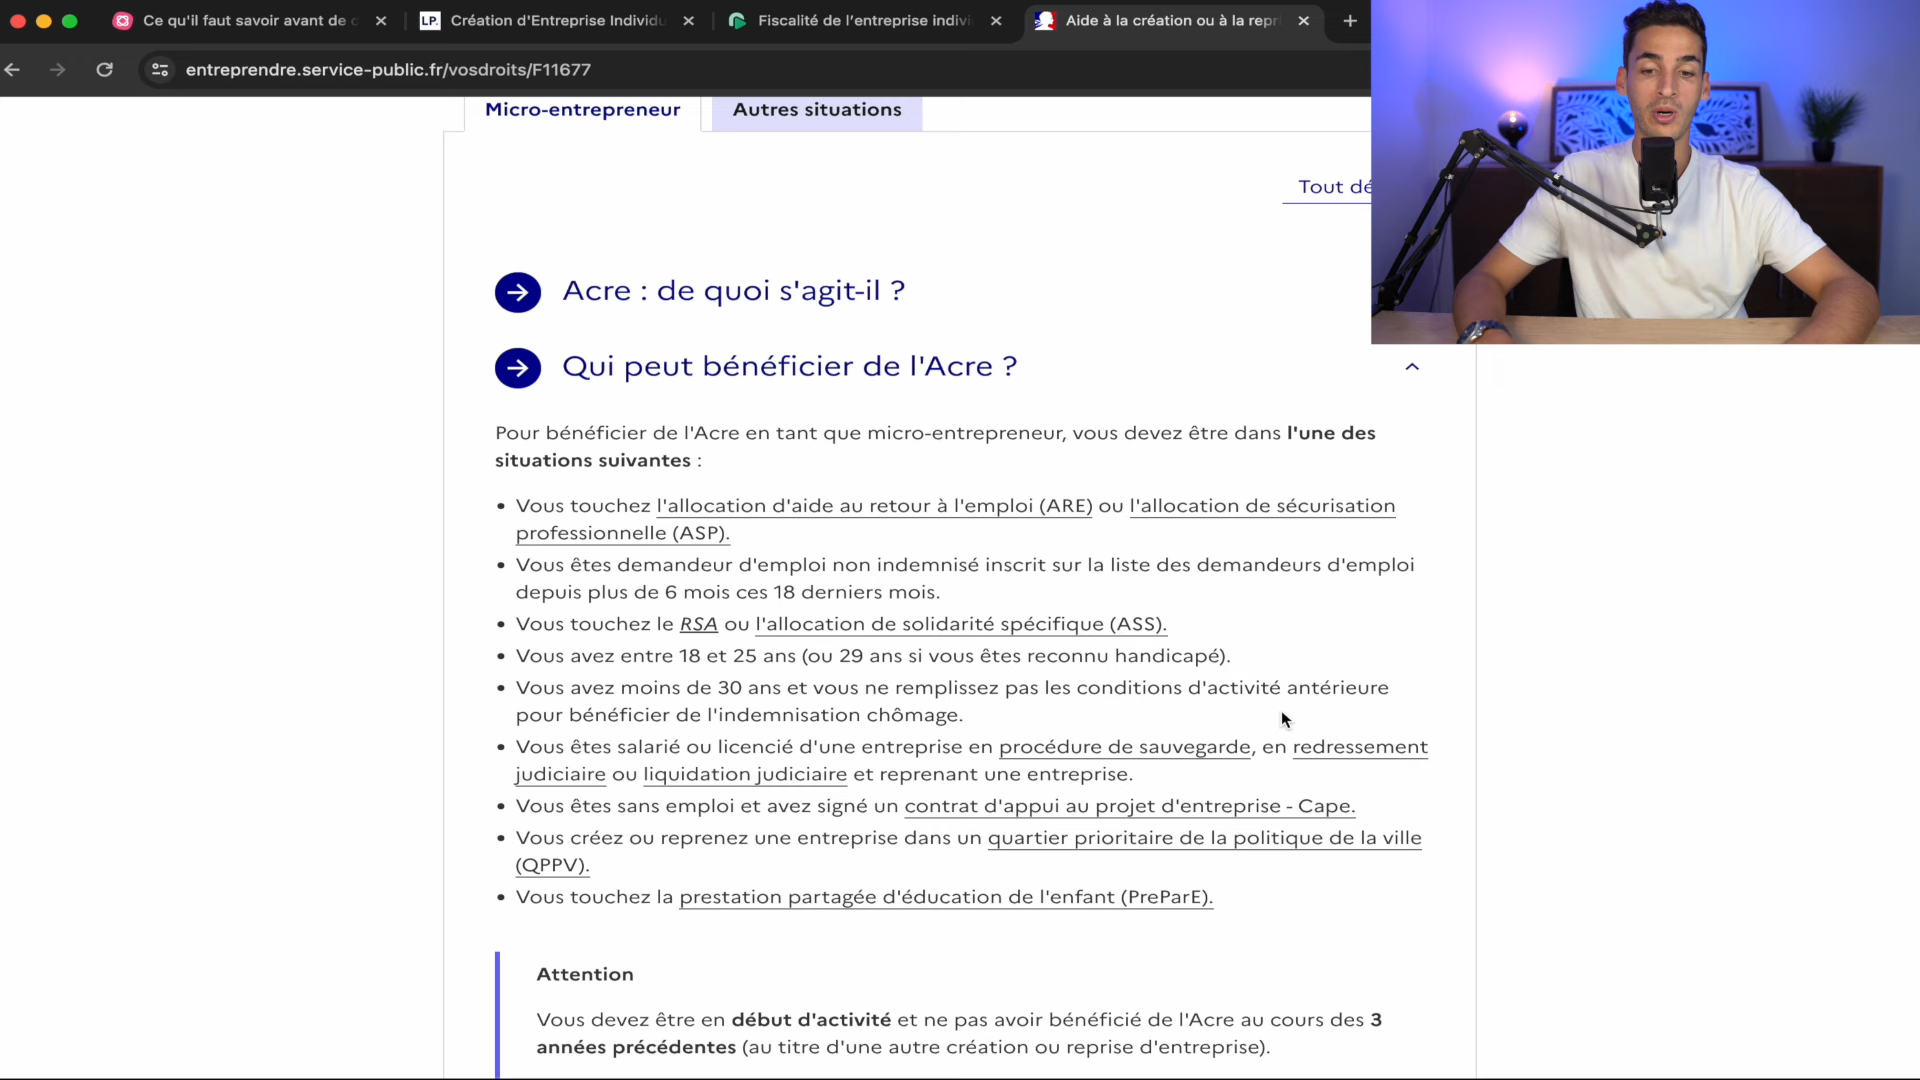 Ce qu'il faut savoir avant de
LP. Création d'Entreprise Individu
Fiscalité de l'entreprise indivi
Aide à la création ou à la repr
entreprendre.service-public.fr/vosdroits/F11677
Micro-entrepreneur
Autres situations
Tout dé
Acre : de quoi s'agit-il ?
Qui peut bénéficier de l'Acre ?
Pour bénéficier de l'Acre en tant que micro-entrepreneur, vous devez être dans l'une des
situations suivantes :
• Vous touchez l'allocation d'aide au retour à l'emploi (ARE) ou l'allocation de sécurisation
professionnelle (ASP).
• Vous êtes demandeur d'emploi non indemnisé inscrit sur la liste des demandeurs d'emploi
depuis plus de 6 mois ces 18 derniers mois.
• Vous touchez le RSA ou l'allocation de solidarité spécifique (ASS).
• Vous avez entre 18 et 25 ans (ou 29 ans si vous êtes reconnu handicapé).
• Vous avez moins de 30 ans et vous ne remplissez pas les conditions d'activité antérieure
pour bénéficier de l'indemnisation chômage.
• Vous êtes salarié ou licencié d'une entreprise en procédure de sauvegarde, en redressement
judiciaire ou liquidation judiciaire et reprenant une entreprise.
• Vous êtes sans emploi et avez signé un contrat d'appui au projet d'entreprise - Cape.
• Vous créez ou reprenez une entreprise dans un quartier prioritaire de la politique de la ville
(QPPV).
• Vous touchez la prestation partagée d'éducation de l'enfant (PreParE).
Attention
Vous devez être en début d'activité et ne pas avoir bénéficié de l'Acre au cours des 3
années précédentes (au titre d'une autre création ou reprise d'entreprise).